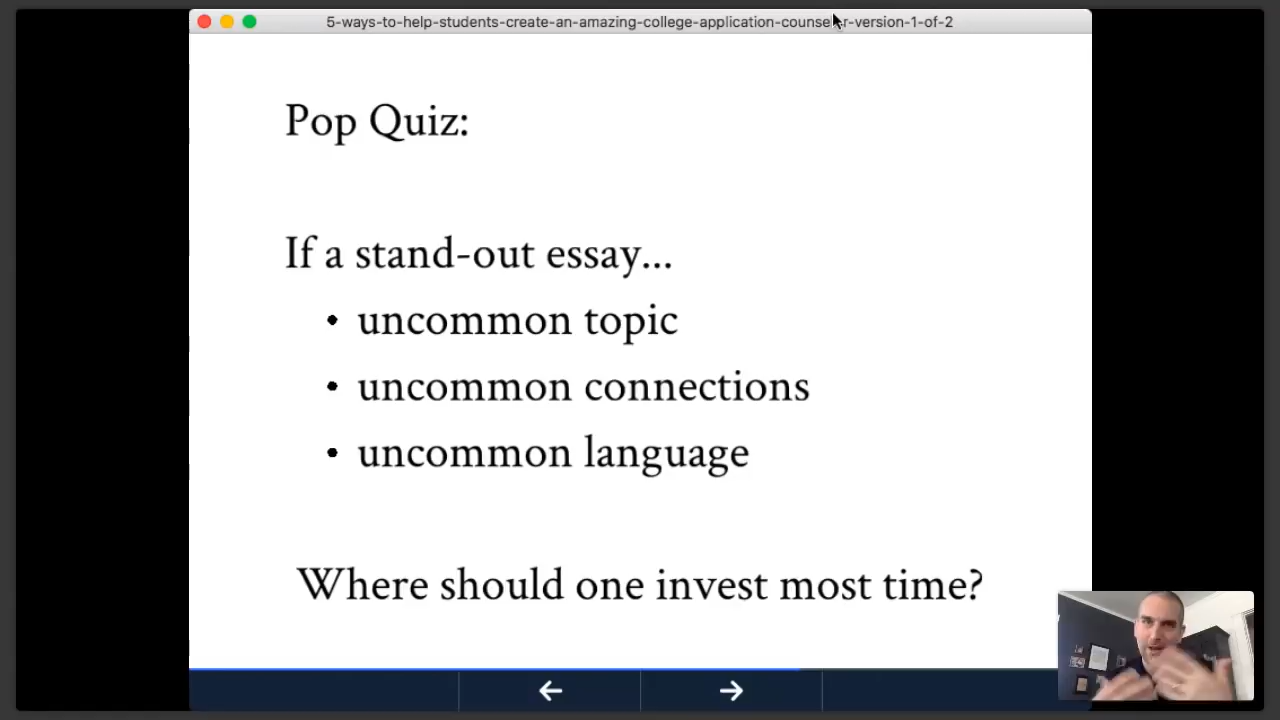 5-ways-to-help-students-create-an-amazing-college-application-counselor-version-1-of-2
Pop Quiz:
If a stand-out essay...
• uncommon topic
• uncommon connections
• uncommon language
Where should one invest most time?